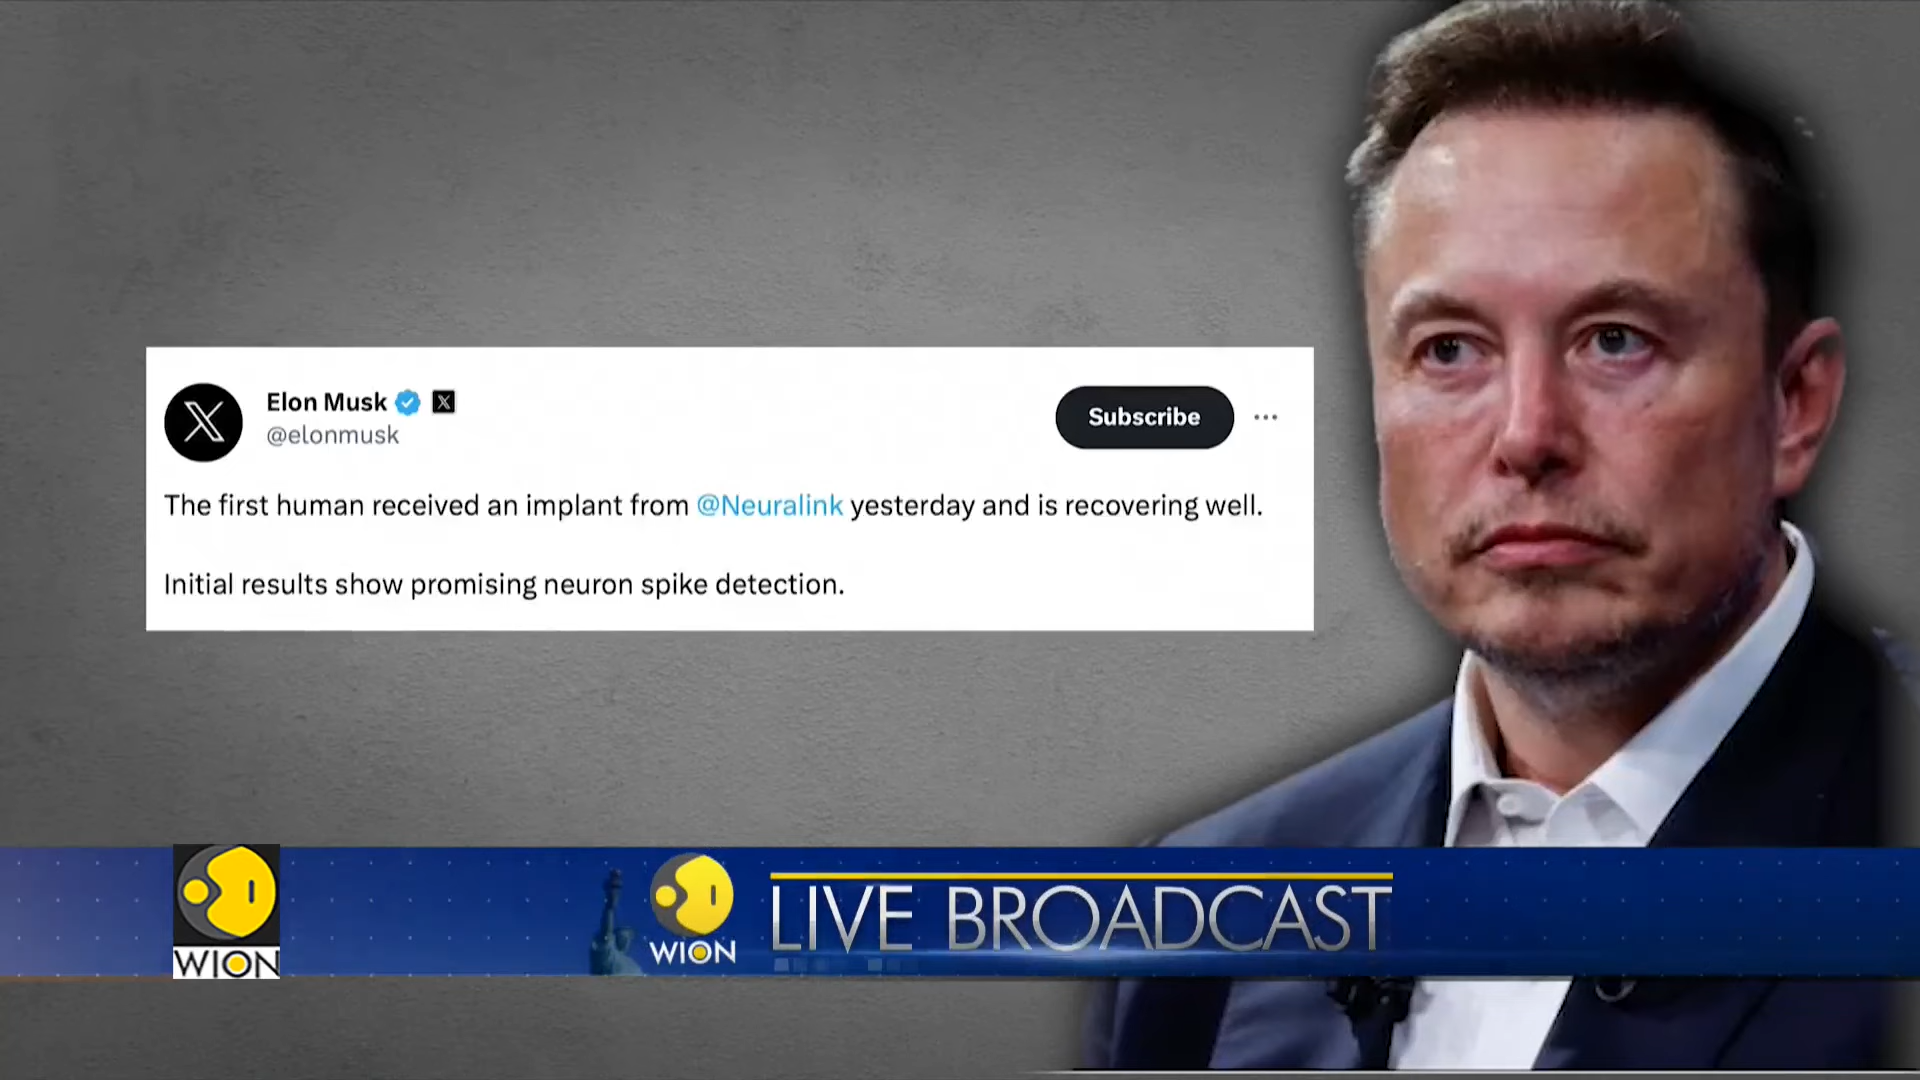 Elon Musk
@elonmusk
Subscribe
The first human received an implant from @Neuralink yesterday and is recovering well.
Initial results show promising neuron spike detection.
WION
WION
LIVE BROADCAST